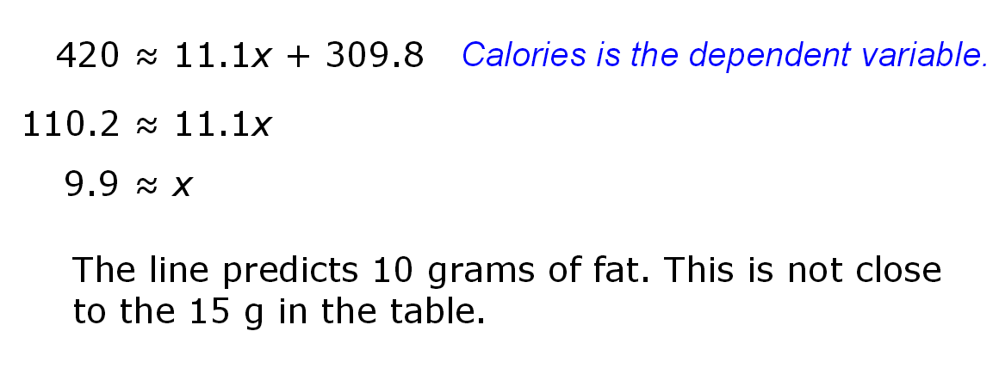 420 ≈ 11.1x + 309.8 Calories is the dependent variable.
110.2 ≈ 11.1x
9.9 ≈ x
The line predicts 10 grams of fat. This is not close
to the 15 g in the table.